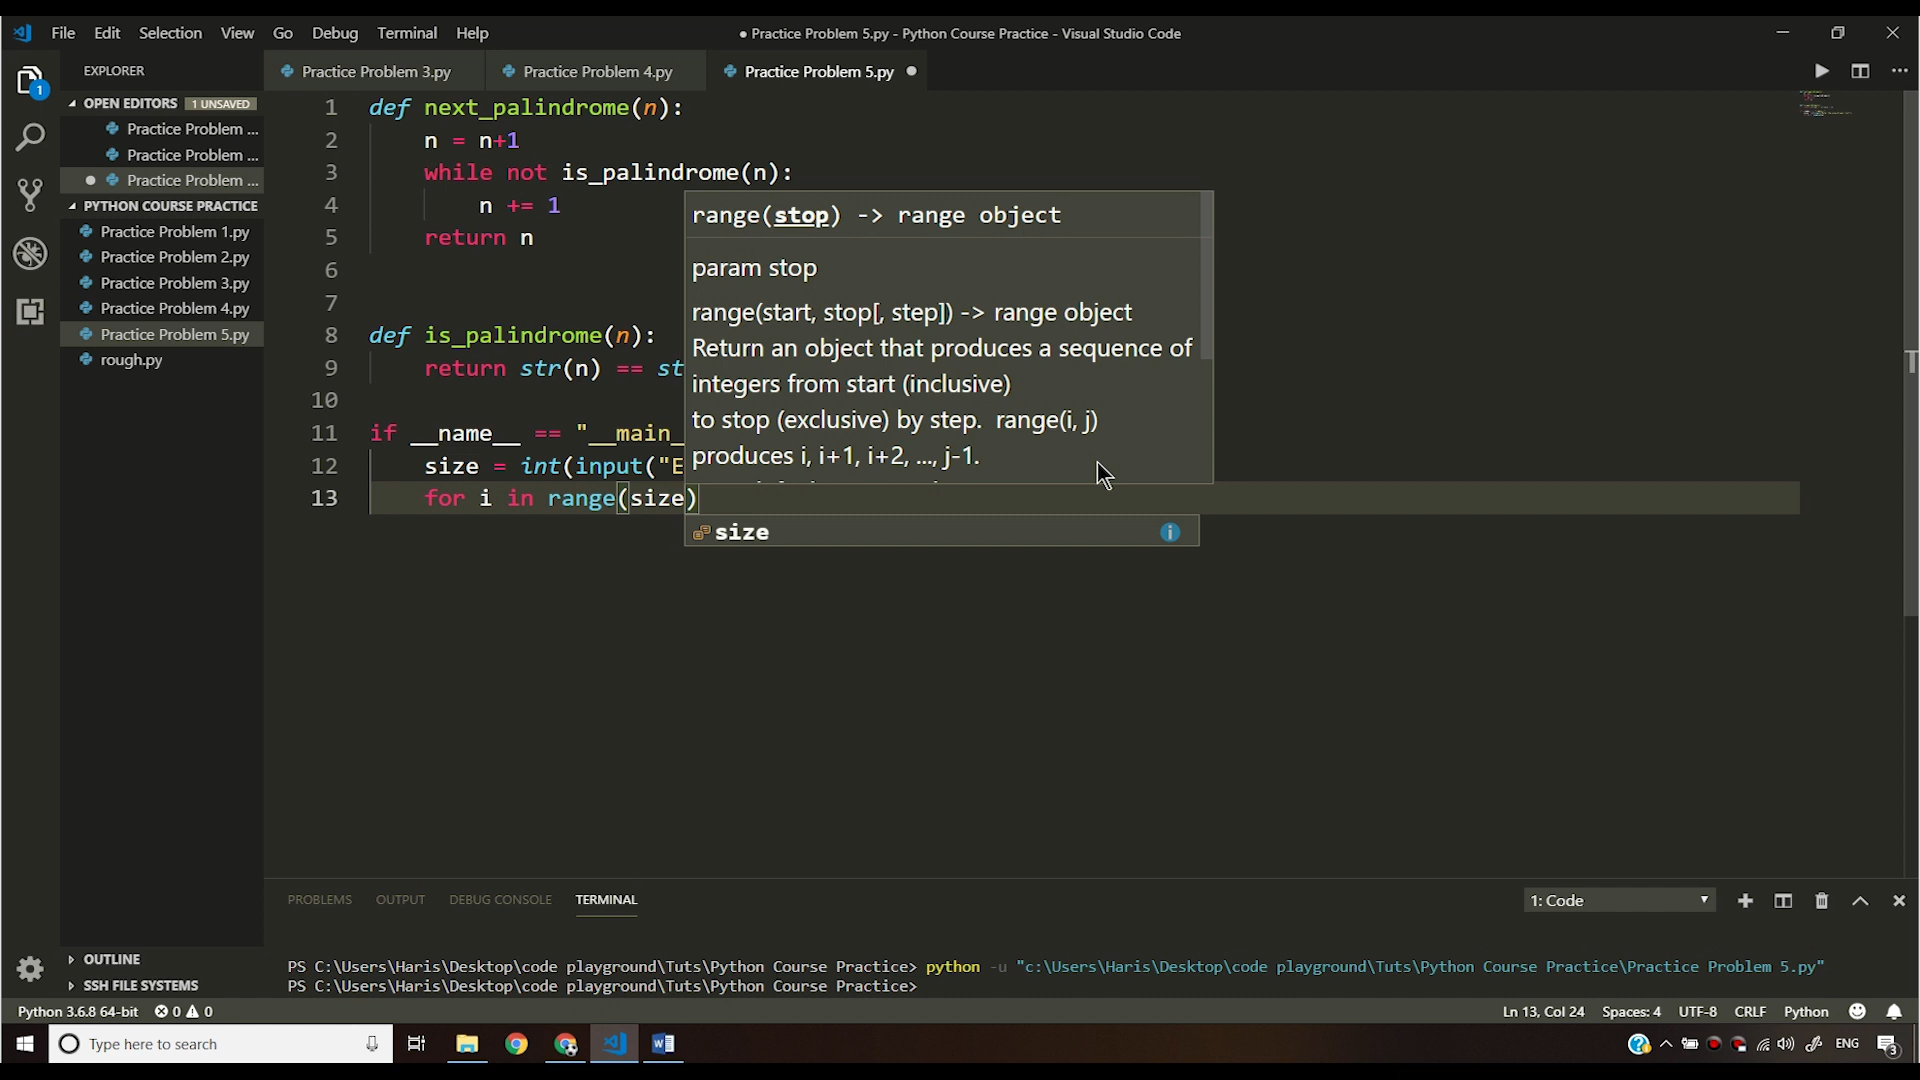 File Edit Selection View Go Debug Terminal Help
● Practice Problem 5.py - Python Course Practice - Visual Studio Code
EXPLORER
Practice Problem 3.py
Practice Problem 4.py
Practice Problem 5.py
1
OPEN EDITORS 1 UNSAVED
Practice Problem ...
Practice Problem ...
Practice Problem ...
PYTHON COURSE PRACTICE
Practice Problem 1.py
Practice Problem 2.py
Practice Problem 3.py
Practice Problem 4.py
Practice Problem 5.py
rough.py
1 def next_palindrome(n):
2 n = n+1
3 while not is_palindrome(n):
4 n += 1
5 return n
6
7
8 def is_palindrome(n):
9 return str(n) == st
10
11 if __name__ == "__main_
12 size = int(input("E
13 for i in range(size)
range(stop) -> range object
param stop
range(start, stop[, step]) -> range object
Return an object that produces a sequence of
integers from start (inclusive)
to stop (exclusive) by step. range(i, j)
produces i, i+1, i+2, ..., j-1.
size
PROBLEMS OUTPUT DEBUG CONSOLE TERMINAL
1: Code
PS C:\Users\Haris\Desktop\code playground\Tuts\Python Course Practice> python -u "c:\Users\Haris\Desktop\code playground\Tuts\Python Course Practice\Practice Problem 5.py"
PS C:\Users\Haris\Desktop\code playground\Tuts\Python Course Practice>
OUTLINE
SSH FILE SYSTEMS
Python 3.6.8 64-bit 0 0
Ln 13, Col 24 Spaces: 4 UTF-8 CRLF Python
Type here to search
ENG
3